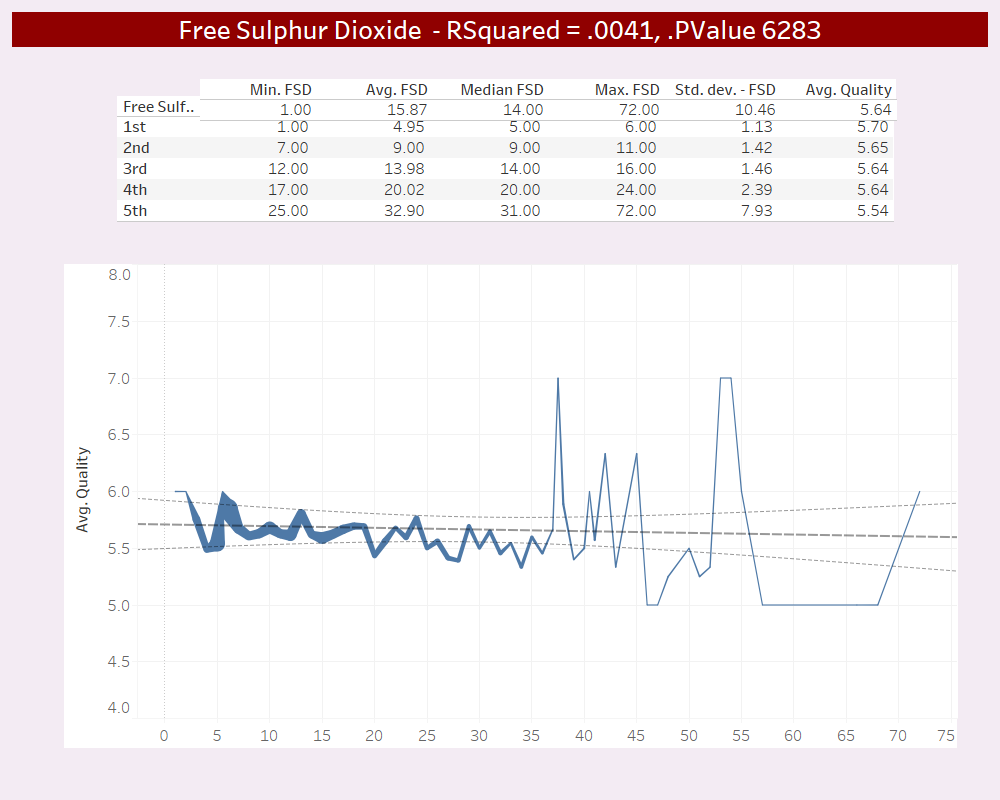 Free Sulphur Dioxide - RSquared = .0041, .PValue 6283
Min. FSD Avg. FSD Median FSD Max. FSD Std. dev. - FSD Avg. Quality
Free Sulf.. 1.00 15.87 14.00 72.00 10.46 5.64
1st 1.00 4.95 5.00 6.00 1.13 5.70
2nd 7.00 9.00 9.00 11.00 1.42 5.65
3rd 12.00 13.98 14.00 16.00 1.46 5.64
4th 17.00 20.02 20.00 24.00 2.39 5.64
5th 25.00 32.90 31.00 72.00 7.93 5.54
Avg. Quality
8.0
7.5
7.0
6.5
6.0
5.5
5.0
4.5
4.0
0 5 10 15 20 25 30 35 40 45 50 55 60 65 70 75